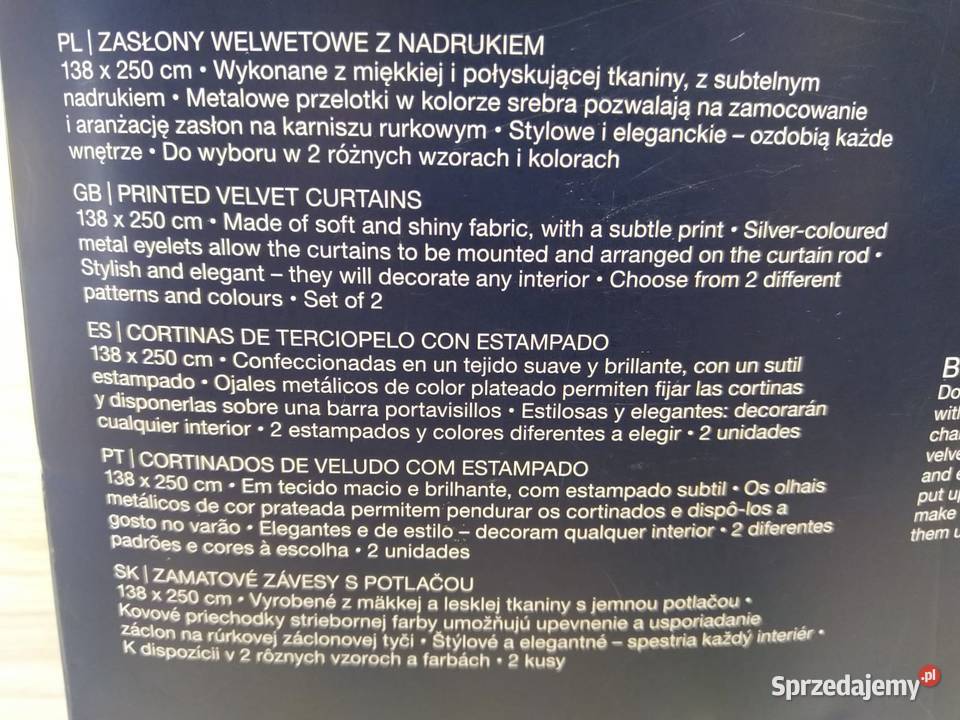 PL | ZASŁONY WELWETOWE Z NADRUKIEM
138 x 250 cm • Wykonane z miękkiej i połyskującej tkaniny, z subtelnym
nadrukiem • Metalowe przelotki w kolorze srebra pozwalają na zamocowanie
i aranżację zasłon na karniszu rurkowym • Stylowe i eleganckie – ozdobią każde
wnętrze • Do wyboru w 2 różnych wzorach i kolorach
GB | PRINTED VELVET CURTAINS
138 x 250 cm • Made of soft and shiny fabric, with a subtle print • Silver-coloured
metal eyelets allow the curtains to be mounted and arranged on the curtain rod •
Stylish and elegant – they will decorate any interior • Choose from 2 different
patterns and colours • Set of 2
ES | CORTINAS DE TERCIOPELO CON ESTAMPADO
138 x 250 cm • Confeccionadas en un tejido suave y brillante, con un sutil
estampado • Ojales metálicos de color plateado permiten fijar las cortinas
y disponerlas sobre una barra portavisillos • Estilosas y elegantes: decorarán
cualquier interior • 2 estampados y colores diferentes a elegir • 2 unidades
PT | CORTINADOS DE VELUDO COM ESTAMPADO
138 x 250 cm • Em tecido macio e brilhante, com estampado subtil • Os olhais
metálicos de cor prateada permitem pendurar os cortinados e dispô-los a
gosto no varão • Elegantes e de estilo – decoram qualquer interior • 2 diferentes
padrões e cores à escolha • 2 unidades
SK | ZAMATOVÉ ZÁVESY S POTLAČOU
138 x 250 cm • Vyrobené z mäkkej a lesklej tkaniny s jemnou potlačou •
Kovové priechodky striebornej farby umožňujú upevnenie a usporiadanie
záclon na rúrkovej záclonovej tyči • Štýlové a elegantné – spestria každý interiér •
K dispozícii v 2 rôznych vzoroch a farbách • 2 kusy
B
Do
with
cha
velve
and e
put up
make
them u
Sprzedajemy.pl